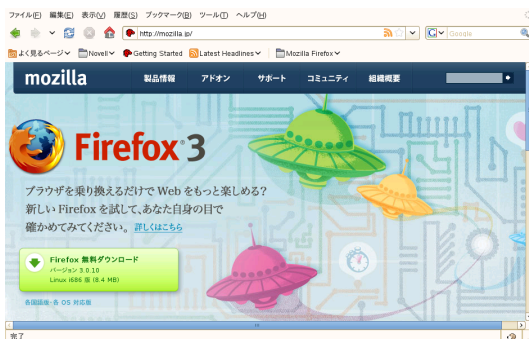 ファイル(F) 編集(E) 表示(V) 履歴(S) ブックマーク(B) ツール(T) ヘルプ(H)
http://mozilla.jp/
Google
よく見るページ Novell Getting Started Latest Headlines Mozilla Firefox
mozilla 製品情報 アドオン サポート コミュニティ 組織概要
Firefox 3
ブラウザを乗り換えるだけで Web をもっと楽しめる?
新しい Firefox を試して、あなた自身の目で
確かめてみてください。 詳しくはこちら
Firefox 無料ダウンロード
バージョン 3.0.10
Linux i686 版 (8.4 MB)
各国語版・各 OS 対応版
完了